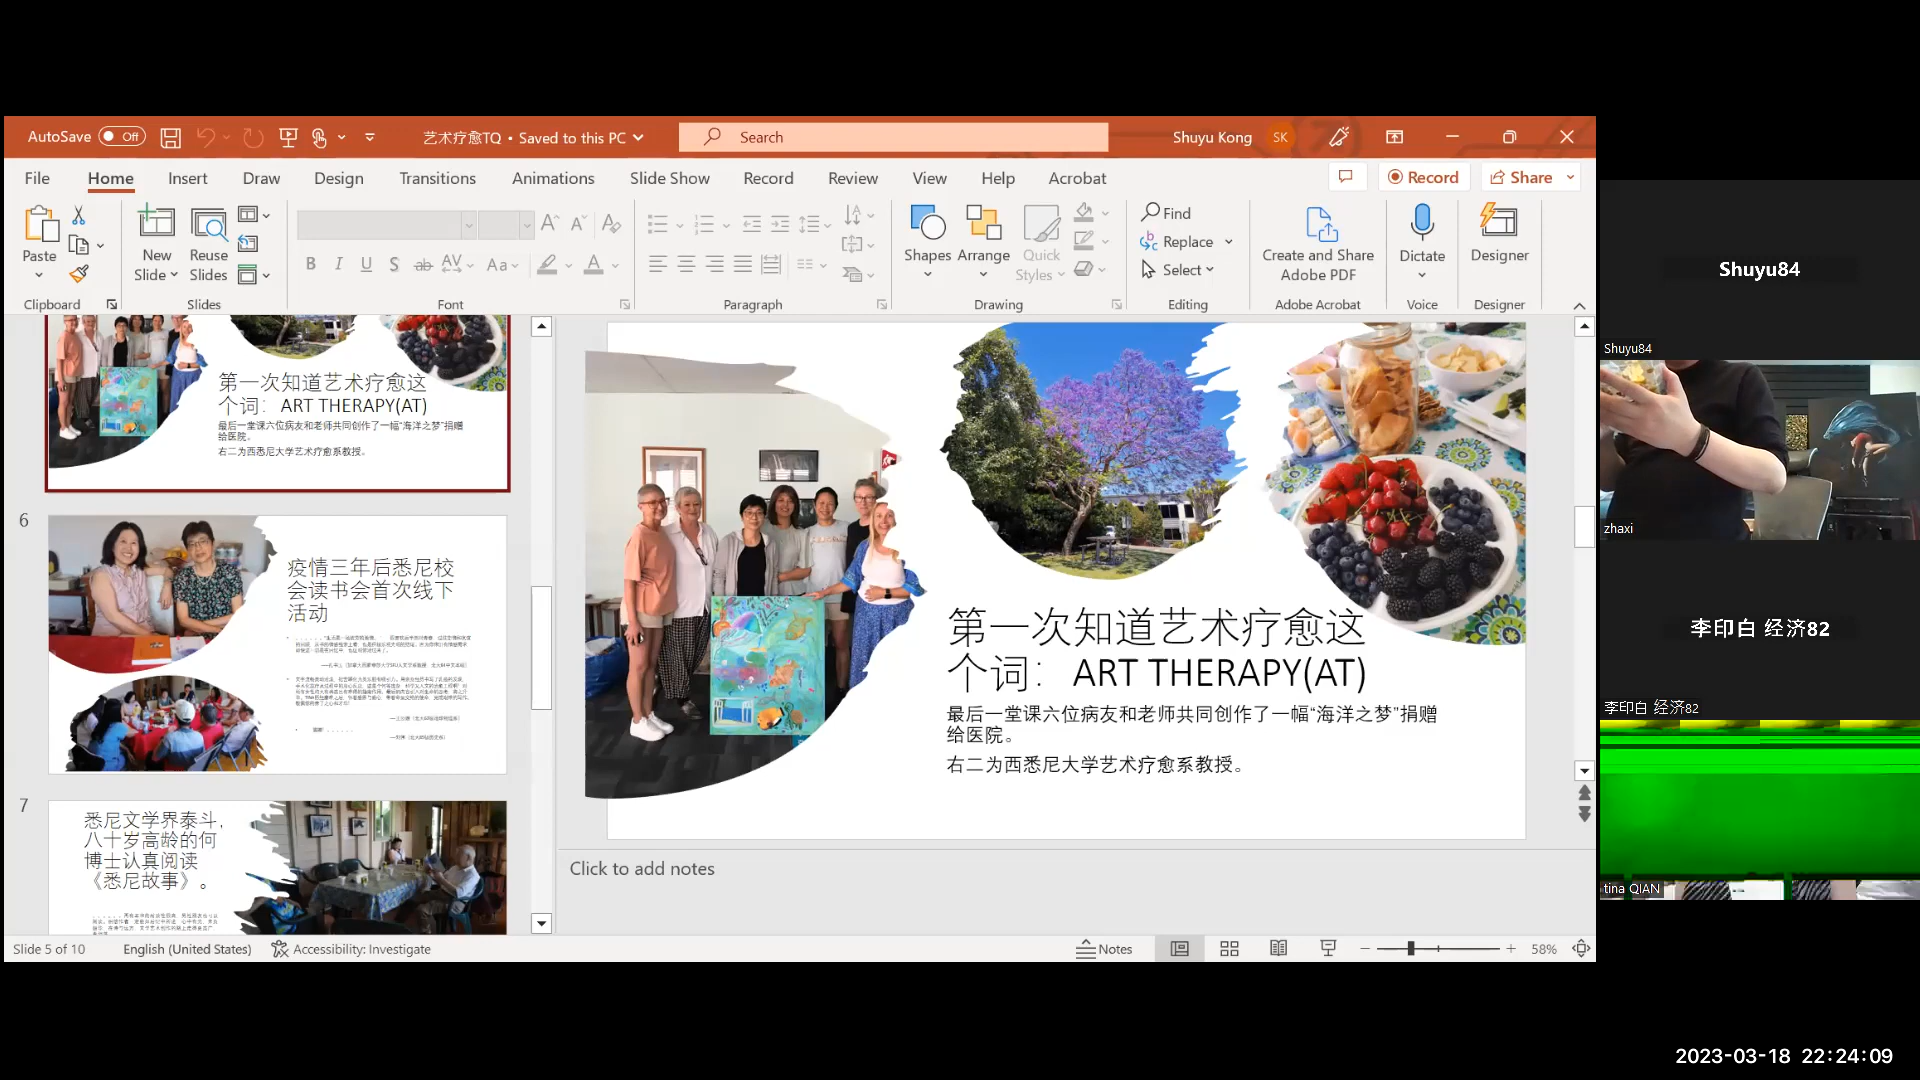 AutoSave Off
艺术疗愈TQ • Saved to this PC
Search
Shuyu Kong SK
File Home Insert Draw Design Transitions Animations Slide Show Record Review View Help Acrobat
Record Share
Paste
Clipboard
New Slide
Reuse Slides
Slides
B I U S ab AV Aa A
Font
Paragraph
Shapes
Arrange
Quick Styles
Drawing
Find
Replace
Select
Editing
Create and Share Adobe PDF
Adobe Acrobat
Dictate
Voice
Designer
Designer
第一次知道艺术疗愈这
个词：ART THERAPY(AT)
最后一堂课六位病友和老师共同创作了一幅“海洋之梦”捐赠
给医院。
右二为西悉尼大学艺术疗愈系教授。
6
疫情三年后悉尼校
会读书会首次线下
活动
7
悉尼文学界泰斗，
八十岁高龄的何
博士认真阅读
《悉尼故事》。
第一次知道艺术疗愈这
个词：ART THERAPY(AT)
最后一堂课六位病友和老师共同创作了一幅“海洋之梦”捐赠
给医院。
右二为西悉尼大学艺术疗愈系教授。
Click to add notes
Slide 5 of 10
English (United States)
Accessibility: Investigate
Notes
58%
Shuyu84
Shuyu84
zhaxi
李印白 经济82
李印白 经济82
tina QIAN
2023-03-18 22:24:09